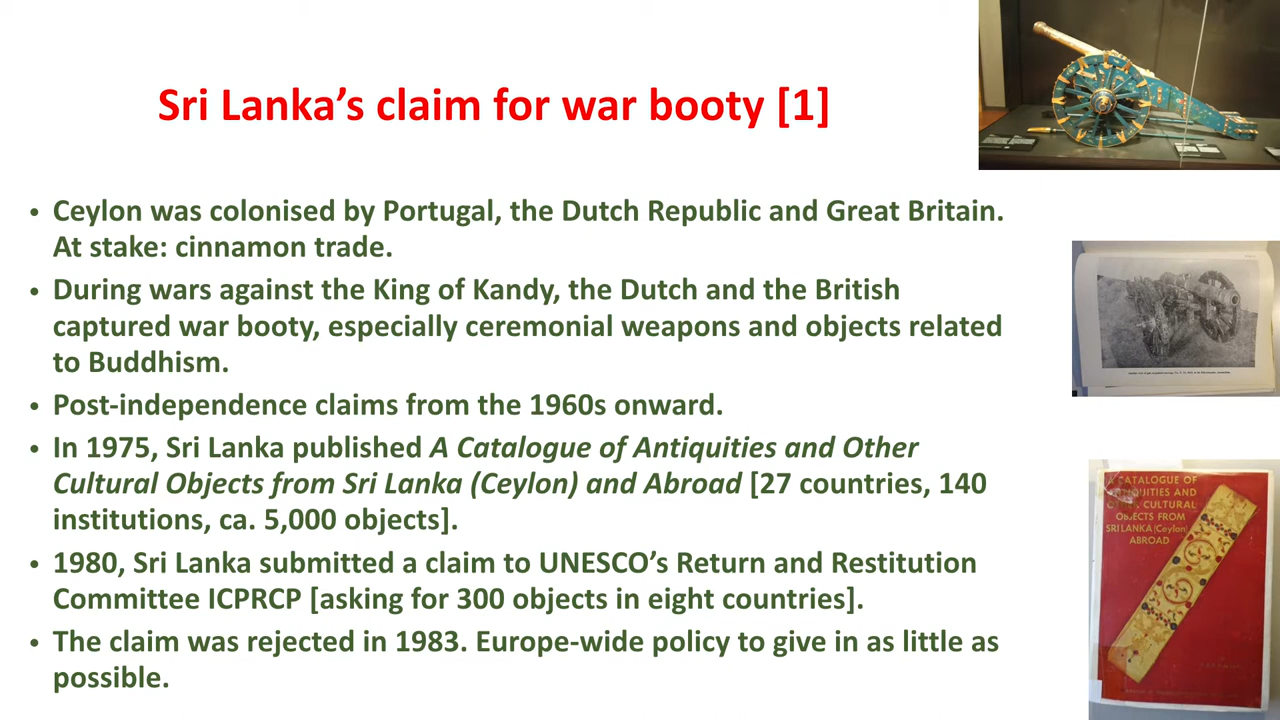 Sri Lanka’s claim for war booty [1]
• Ceylon was colonised by Portugal, the Dutch Republic and Great Britain.
At stake: cinnamon trade.
• During wars against the King of Kandy, the Dutch and the British
captured war booty, especially ceremonial weapons and objects related
to Buddhism.
• Post-independence claims from the 1960s onward.
• In 1975, Sri Lanka published A Catalogue of Antiquities and Other
Cultural Objects from Sri Lanka (Ceylon) and Abroad [27 countries, 140
institutions, ca. 5,000 objects].
• 1980, Sri Lanka submitted a claim to UNESCO’s Return and Restitution
Committee ICPRCP [asking for 300 objects in eight countries].
• The claim was rejected in 1983. Europe-wide policy to give in as little as
possible.
A CATALOGUE OF
ANTIQUITIES AND
OTHER CULTURAL
OBJECTS FROM
SRI LANKA (Ceylon)
ABROAD